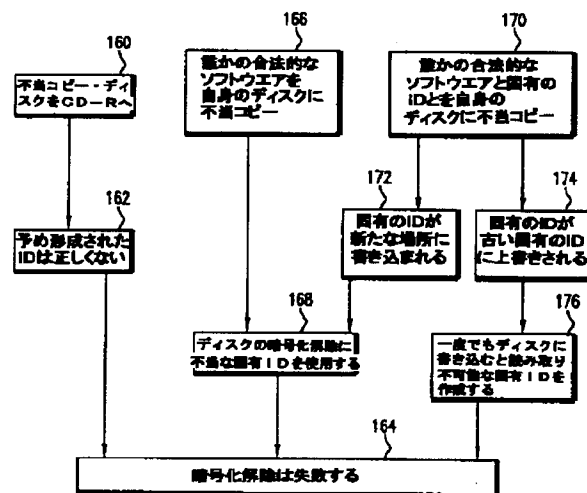 160
不当コピー・ディ
スクをCD－Rへ
162
予め形成された
IDは正しくない
166
誰かの合法的な
ソフトウエアを
自身のディスクに
不当コピー
170
誰かの合法的な
ソフトウエアと固有の
IDとを自身の
ディスクに不当コピー
172
固有のIDが
新たな場所に
書き込まれる
174
固有のIDが
古い固有のID
に上書きされる
168
ディスクの暗号化解除に
不当な固有IDを使用する
176
一度でもディスクに
書き込むと読み取り
不可能な固有IDを
作成する
164
暗号化解除は失敗する